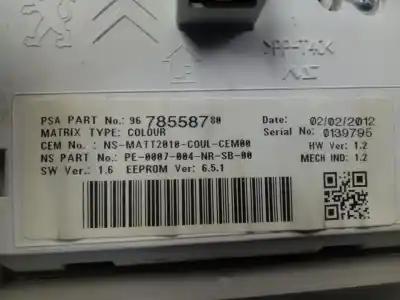 PP-T40
PSA PART No.: 96 785587 80 Date: 02/02/2012
MATRIX TYPE: COLOUR Serial No: 0139795
CEM No.: NS-MATT2010-COUL-CEM00 HW Ver: 1.2
NS PART No.: PE-0007-004-NR-SB-00 MECH IND: 1.2
SW Ver.: 1.6 EEPROM Ver: 6.5.1